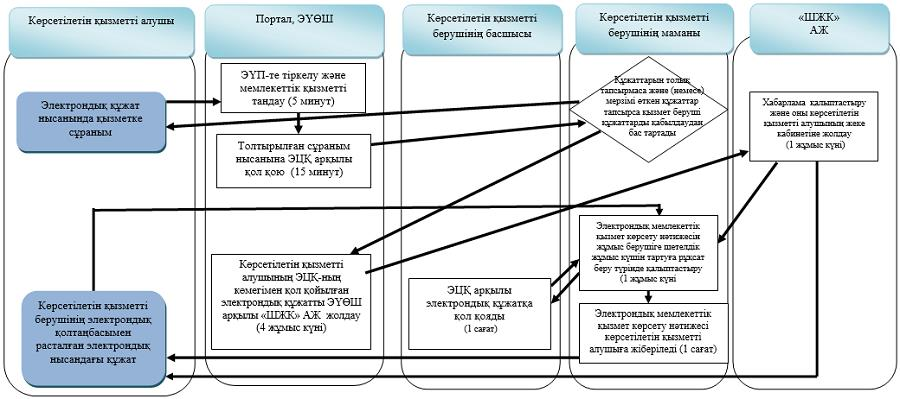 Көрсетілетін қызметті алушы
Портал, ЭҮӨШ
Көрсетілетін қызметті
берушінің басшысы
Көрсетілетін қызметті
берушінің маманы
«ШЖК»
АЖ
Электрондық құжат
нысанында қызметке
сұраным
ЭҮП-те тіркелу және
мемлекеттік қызметті
таңдау (5 минут)
Толтырылған сұраным
нысанына ЭЦҚ арқылы
қол қою (15 минут)
Құжаттарын толық
тапсырмаса және (немесе)
мерзімі өткен құжаттар
тапсырса қызмет беруші
құжаттарды қабылдаудан
бас тартады
Хабарлама қалыптастыру
және оны көрсетілетін
қызметті алушының жеке
кабинетіне жолдау
(1 жұмыс күні)
Көрсетілетін қызметті
алушының ЭЦҚ-ның
көмегімен қол қойылған
электрондық құжатты ЭҮӨШ
арқылы «ШЖК» АЖ жолдау
(4 жұмыс күні)
Электрондық мемлекеттік
қызмет көрсету нәтижесін
жұмыс берушіге шетелдік
жұмыс күшін тартуға рұқсат
беру түрінде қалыптастыру
(1 жұмыс күні
ЭЦҚ арқылы
электрондық құжатқа
қол қояды
(1 сағат)
Көрсетілетін қызметті
берушінің электрондық
қолтаңбасымен
расталған электрондық
нысандағы құжат
Электрондық мемлекеттік
қызмет көрсету нәтижесі
көрсетілетін қызметті
алушыға жіберіледі (1 сағат)